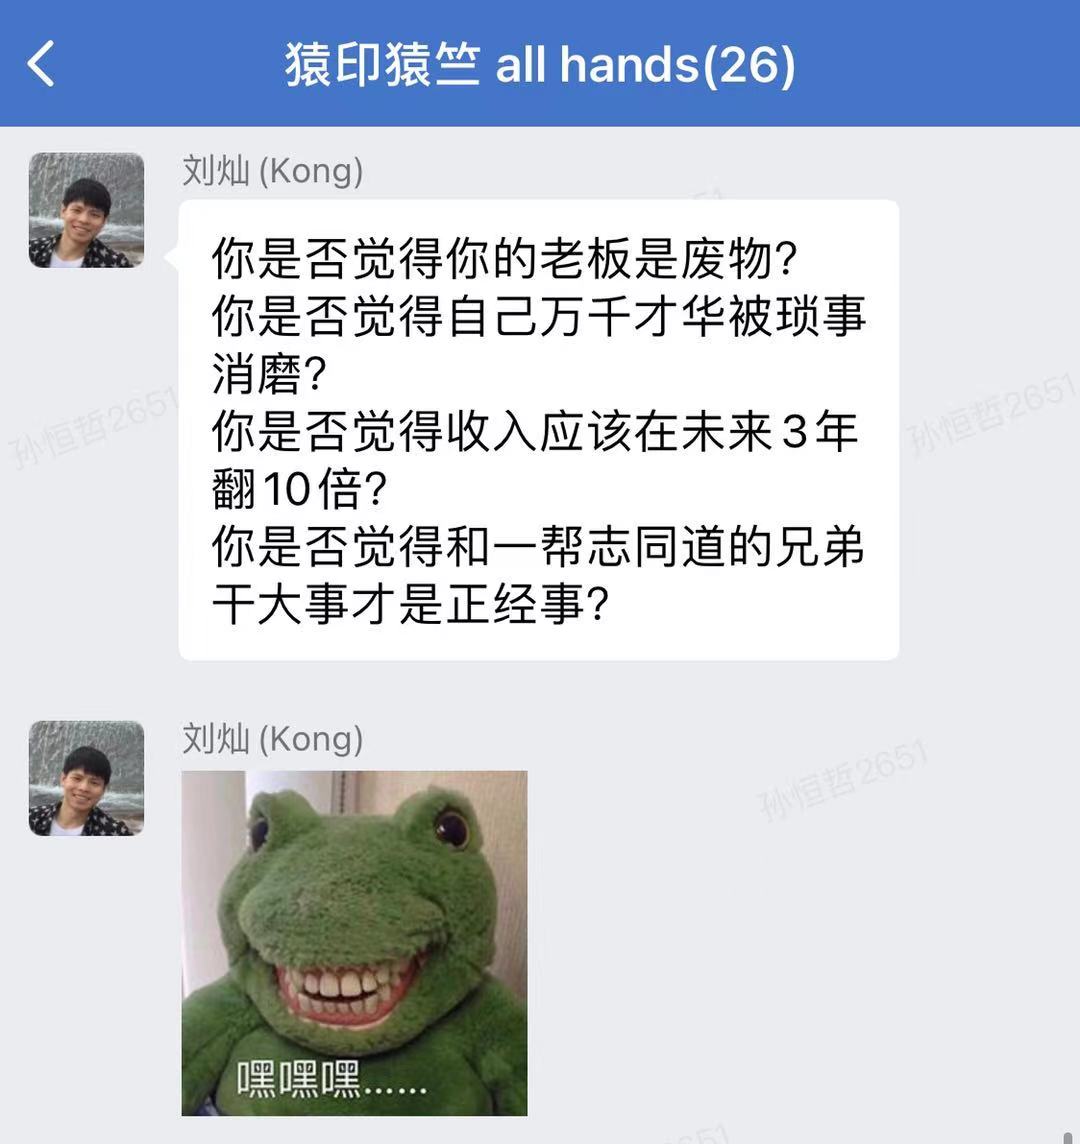 猿印猿竺 all hands(26)
刘灿 (Kong)
你是否觉得你的老板是废物?
你是否觉得自己万千才华被琐事
消磨?
你是否觉得收入应该在未来3年
翻10倍?
你是否觉得和一帮志同道的兄弟
干大事才是正经事?
孙恒哲2651
孙恒哲2651
刘灿 (Kong)
孙恒哲2651
嘿嘿嘿......